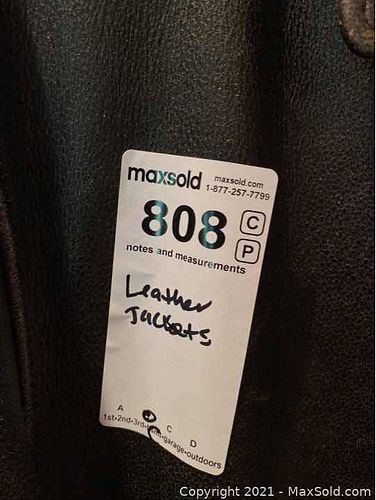 maxsold maxsold.com
1-877-257-7799
808 C
P
notes and measurements
Leather
Jackets
A C D
1st-2nd-3rd- -garage-outdoors
Copyright © 2021 - MaxSold.com